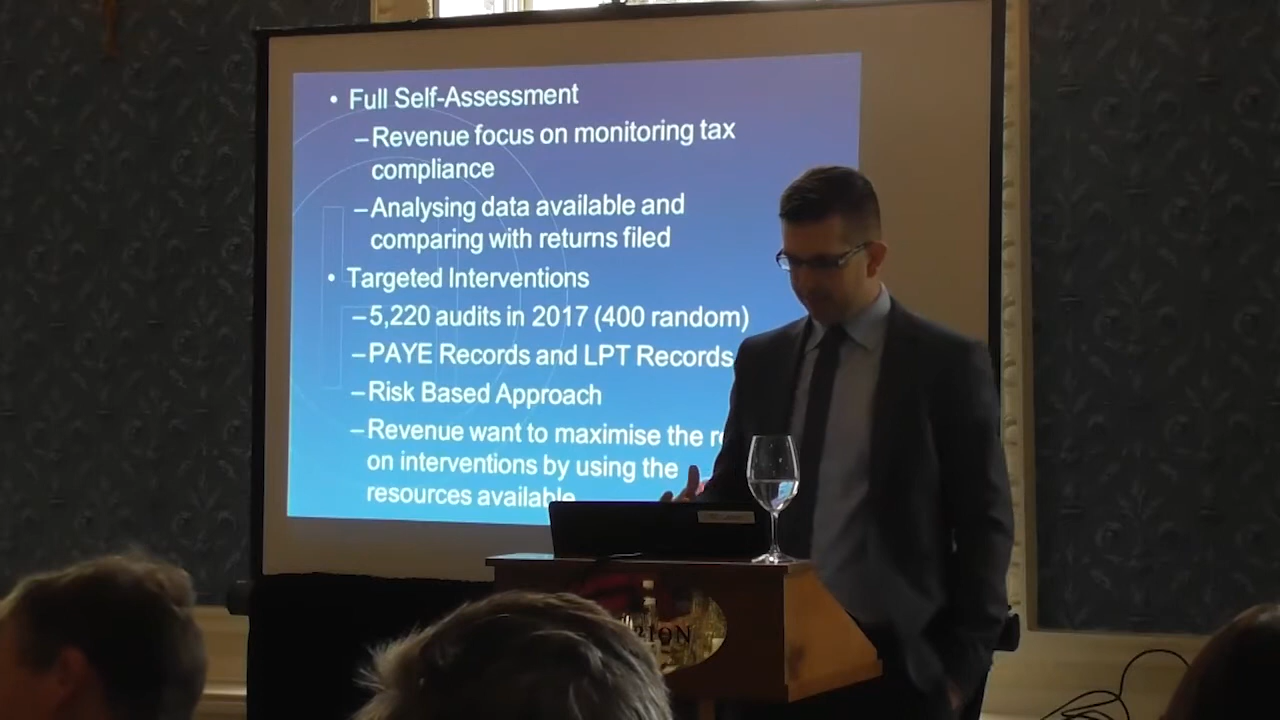 • Full Self-Assessment
–Revenue focus on monitoring tax
compliance
–Analysing data available and
comparing with returns filed
• Targeted Interventions
–5,220 audits in 2017 (400 random)
–PAYE Records and LPT Records
–Risk Based Approach
–Revenue want to maximise the
on interventions by using the
resources available